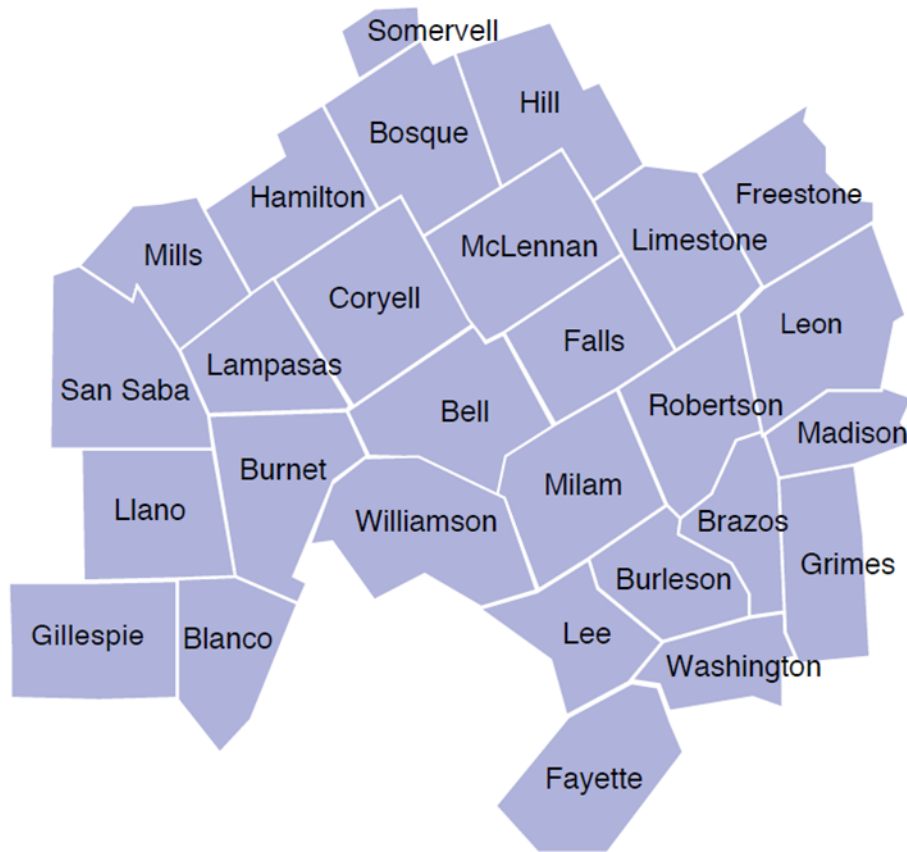 Somervell
Hill
Bosque
Hamilton
Freestone
Mills
McLennan
Limestone
Coryell
Leon
Falls
Lampasas
San Saba
Bell
Robertson
Madison
Burnet
Milam
Llano
Williamson
Brazos
Grimes
Burleson
Gillespie
Blanco
Lee
Washington
Fayette